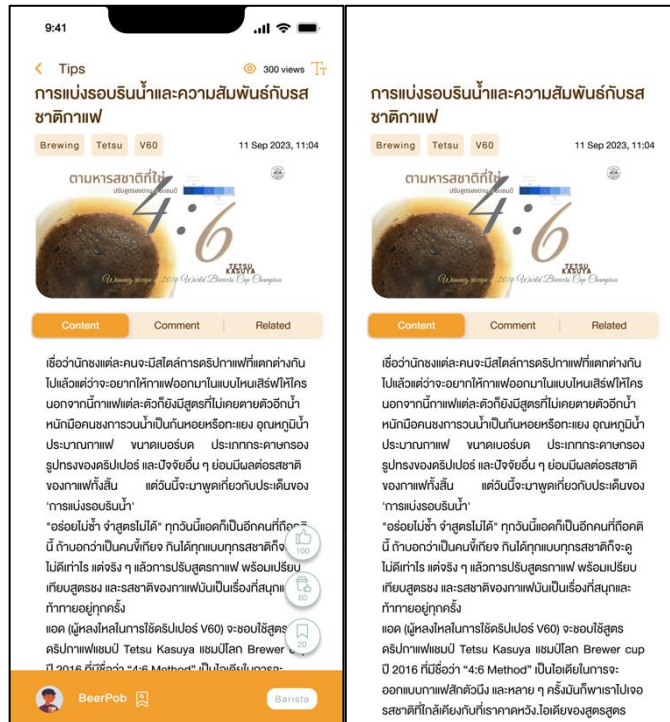 9:41
Tips
300 views
TT
การแบ่งรอบรินน้ำและความสัมพันธ์กับรส
ชาติกาแฟ
Brewing Tetsu V60 11 Sep 2023, 11:04
ตามหารสชาติที่ใช่
4:6
TETSU
KASUYA
Winning recipe 2016 World Brewers Cup Champion
Content Comment Related
เชื่อว่านักชงแต่ละคนจะมีสไตล์การดริปกาแฟที่แตกต่างกัน
ไปแล้วแต่ว่าจะอยากให้กาแฟออกมาในแบบไหนเสิร์ฟให้ใคร
นอกจากนี้กาแฟแต่ละตัวก็ยังมีสูตรที่ไม่เคยตายตัวอีกน้ำ
หนักมือคนชงการวนน้ำเป็นก้นหอยหรือทะแยง อุณหภูมิน้ำ
ประมาณกาแฟ ขนาดเบอร์บด ประเภทกระดาษกรอง
รูปทรงของดริปเปอร์ และปัจจัยอื่น ๆ ย่อมมีผลต่อรสชาติ
ของกาแฟทั้งสิ้น แต่วันนี้จะมาพูดเกี่ยวกับประเด็นของ
'การแบ่งรอบรินน้ำ'
"อร่อยไม่ซ้ำ จำสูตรไม่ได้" ทุกวันนี้แอดก็เป็นอีกคนที่ถือคติ
นี้ ถ้าบอกว่าเป็นคนขี้เกียจ กินได้ทุกแบบทุกรสชาติก็จะดู
ไม่ดีเท่าไร แต่จริง ๆ แล้วการปรับสูตรกาแฟ พร้อมเปรียบ
เทียบสูตรชง และรสชาติของกาแฟมันเป็นเรื่องที่สนุก
ท้าทายอยู่ทุกครั้ง
แอด (ผู้หลงใหลในการใช้ดริปเปอร์ V60) จะชอบใช้สูตร
ดริปกาแฟแชมป์ Tetsu Kasuya แชมป์โลก Brewer
ปี 2016 ที่มีชื่อว่า “4:6 Method” เป็นไอเดียในการจะ
100
60
20
BeerPob
Barista
การแบ่งรอบรินน้ำและความสัมพันธ์กับรส
ชาติกาแฟ
Brewing Tetsu V60 11 Sep 2023, 11:04
ตามหารสชาติที่ใช่
4:6
TETSU
KASUYA
Winning recipe 2016 World Brewers Cup Champion
Content Comment Related
เชื่อว่านักชงแต่ละคนจะมีสไตล์การดริปกาแฟที่แตกต่างกัน
ไปแล้วแต่ว่าจะอยากให้กาแฟออกมาในแบบไหนเสิร์ฟให้ใคร
นอกจากนี้กาแฟแต่ละตัวก็ยังมีสูตรที่ไม่เคยตายตัวอีกน้ำ
หนักมือคนชงการวนน้ำเป็นก้นหอยหรือทะแยง อุณหภูมิน้ำ
ประมาณกาแฟ ขนาดเบอร์บด ประเภทกระดาษกรอง
รูปทรงของดริปเปอร์ และปัจจัยอื่น ๆ ย่อมมีผลต่อรสชาติ
ของกาแฟทั้งสิ้น แต่วันนี้จะมาพูดเกี่ยวกับประเด็นของ
'การแบ่งรอบรินน้ำ'
"อร่อยไม่ซ้ำ จำสูตรไม่ได้" ทุกวันนี้แอดก็เป็นอีกคนที่ถือคติ
นี้ ถ้าบอกว่าเป็นคนขี้เกียจ กินได้ทุกแบบทุกรสชาติก็จะดู
ไม่ดีเท่าไร แต่จริง ๆ แล้วการปรับสูตรกาแฟ พร้อมเปรียบ
เทียบสูตรชง และรสชาติของกาแฟมันเป็นเรื่องที่สนุกและ
ท้าทายอยู่ทุกครั้ง
แอด (ผู้หลงใหลในการใช้ดริปเปอร์ V60) จะชอบใช้สูตร
ดริปกาแฟแชมป์ Tetsu Kasuya แชมป์โลก Brewer cup
ปี 2016 ที่มีชื่อว่า “4:6 Method” เป็นไอเดียในการจะ
ออกแบบกาแฟสักตัวนึง และหลาย ๆ ครั้งมันก็พาเราไปเจอ
รสชาติที่ใกล้เคียงกับที่เราคาดหวัง.ไอเดียของสูตรสูตร